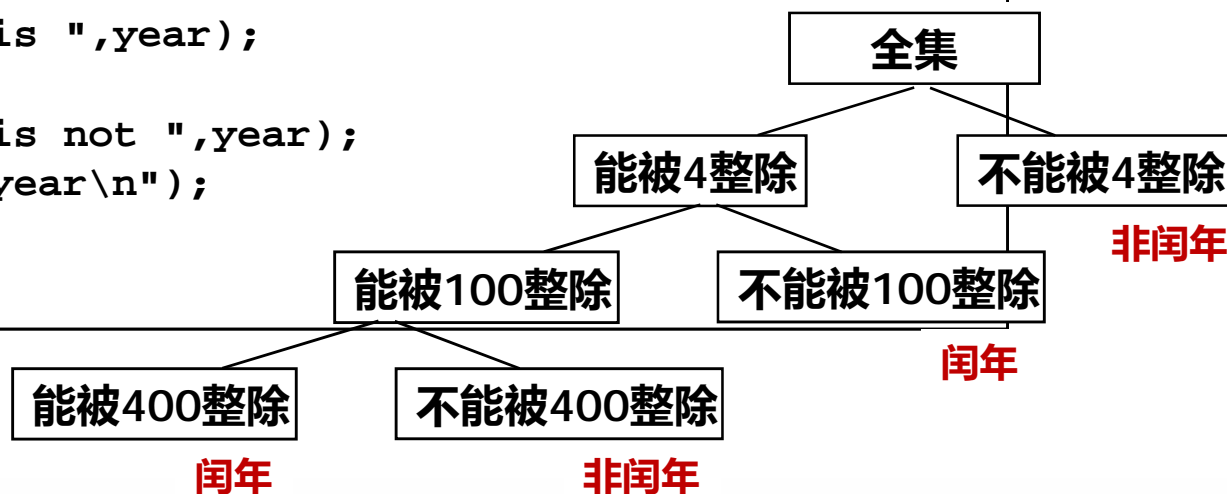 is ",year);
is not ",year);
year\n");
全集
能被4整除
不能被4整除
非闰年
能被100整除
不能被100整除
闰年
能被400整除
不能被400整除
闰年
非闰年